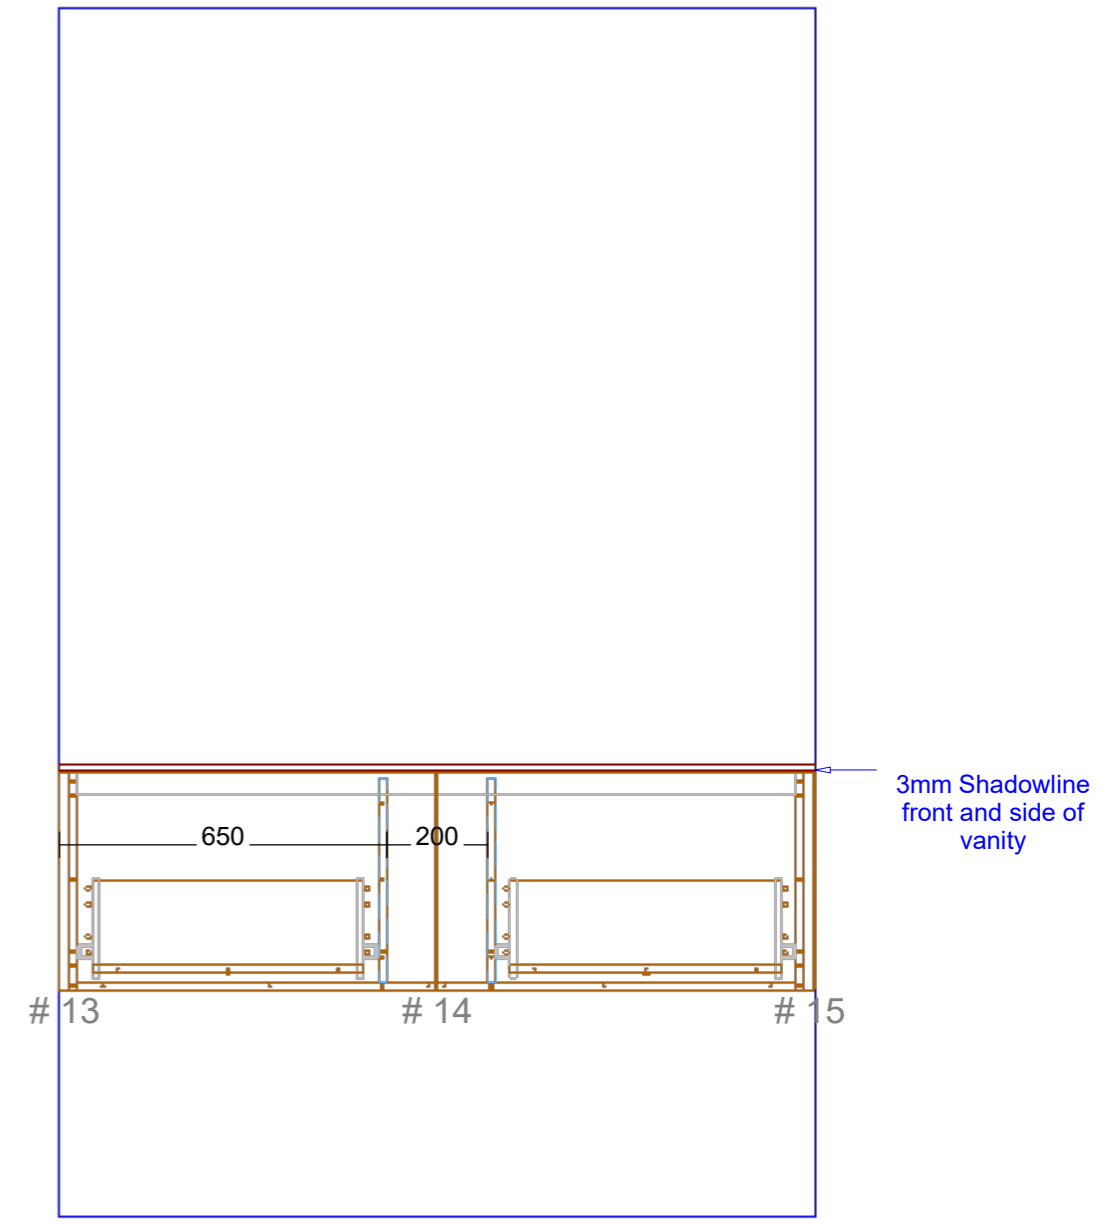 3mm Shadowline
front and side of
vanity
650
200
# 13
# 14
# 15